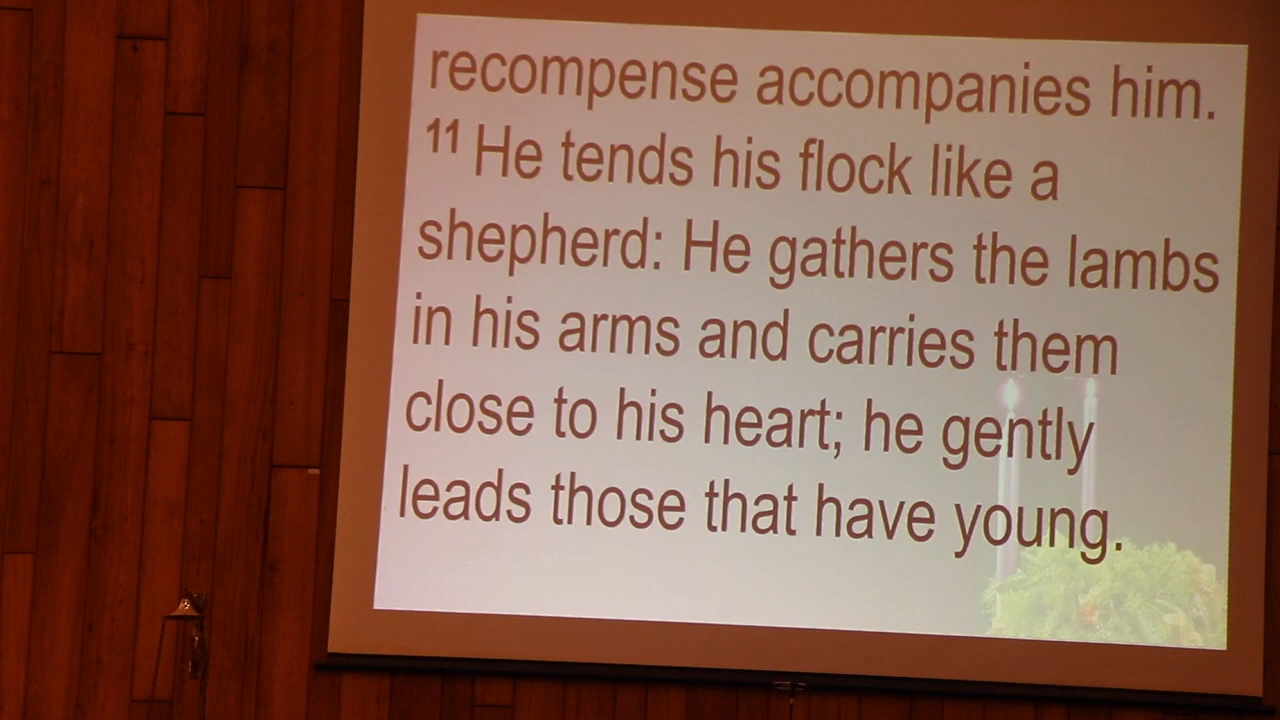 recompense accompanies him.
11 He tends his flock like a
shepherd: He gathers the lambs
in his arms and carries them
close to his heart; he gently
leads those that have young.